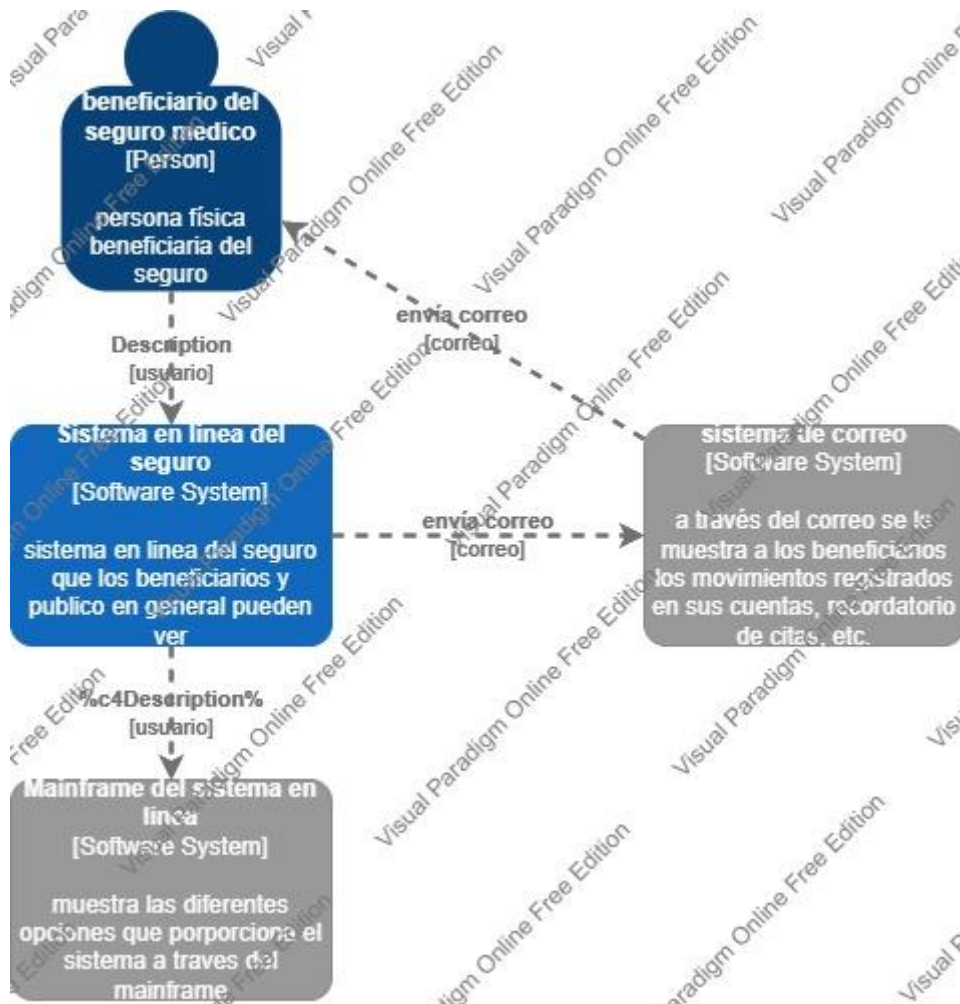 beneficiario del
seguro medico
[Person]
persona física
beneficiaria del
seguro
Description
[usuario]
envía correo
[correo]
Sistema en linea del
seguro
[Software System]
sistema en linea del seguro
que los beneficiarios y
publico en general pueden
ver
envía correo
[correo]
sistema de correo
[Software System]
a través del correo se le
muestra a los beneficiarios
los movimientos registrados
en sus cuentas, recordatorio
de citas, etc.
%c4Description%
[usuario]
Mainframe del sistema en
linea
[Software System]
muestra las diferentes
opciones que porporciona el
sistema a traves del
mainframe
Visual Paradigm Online Free Edition